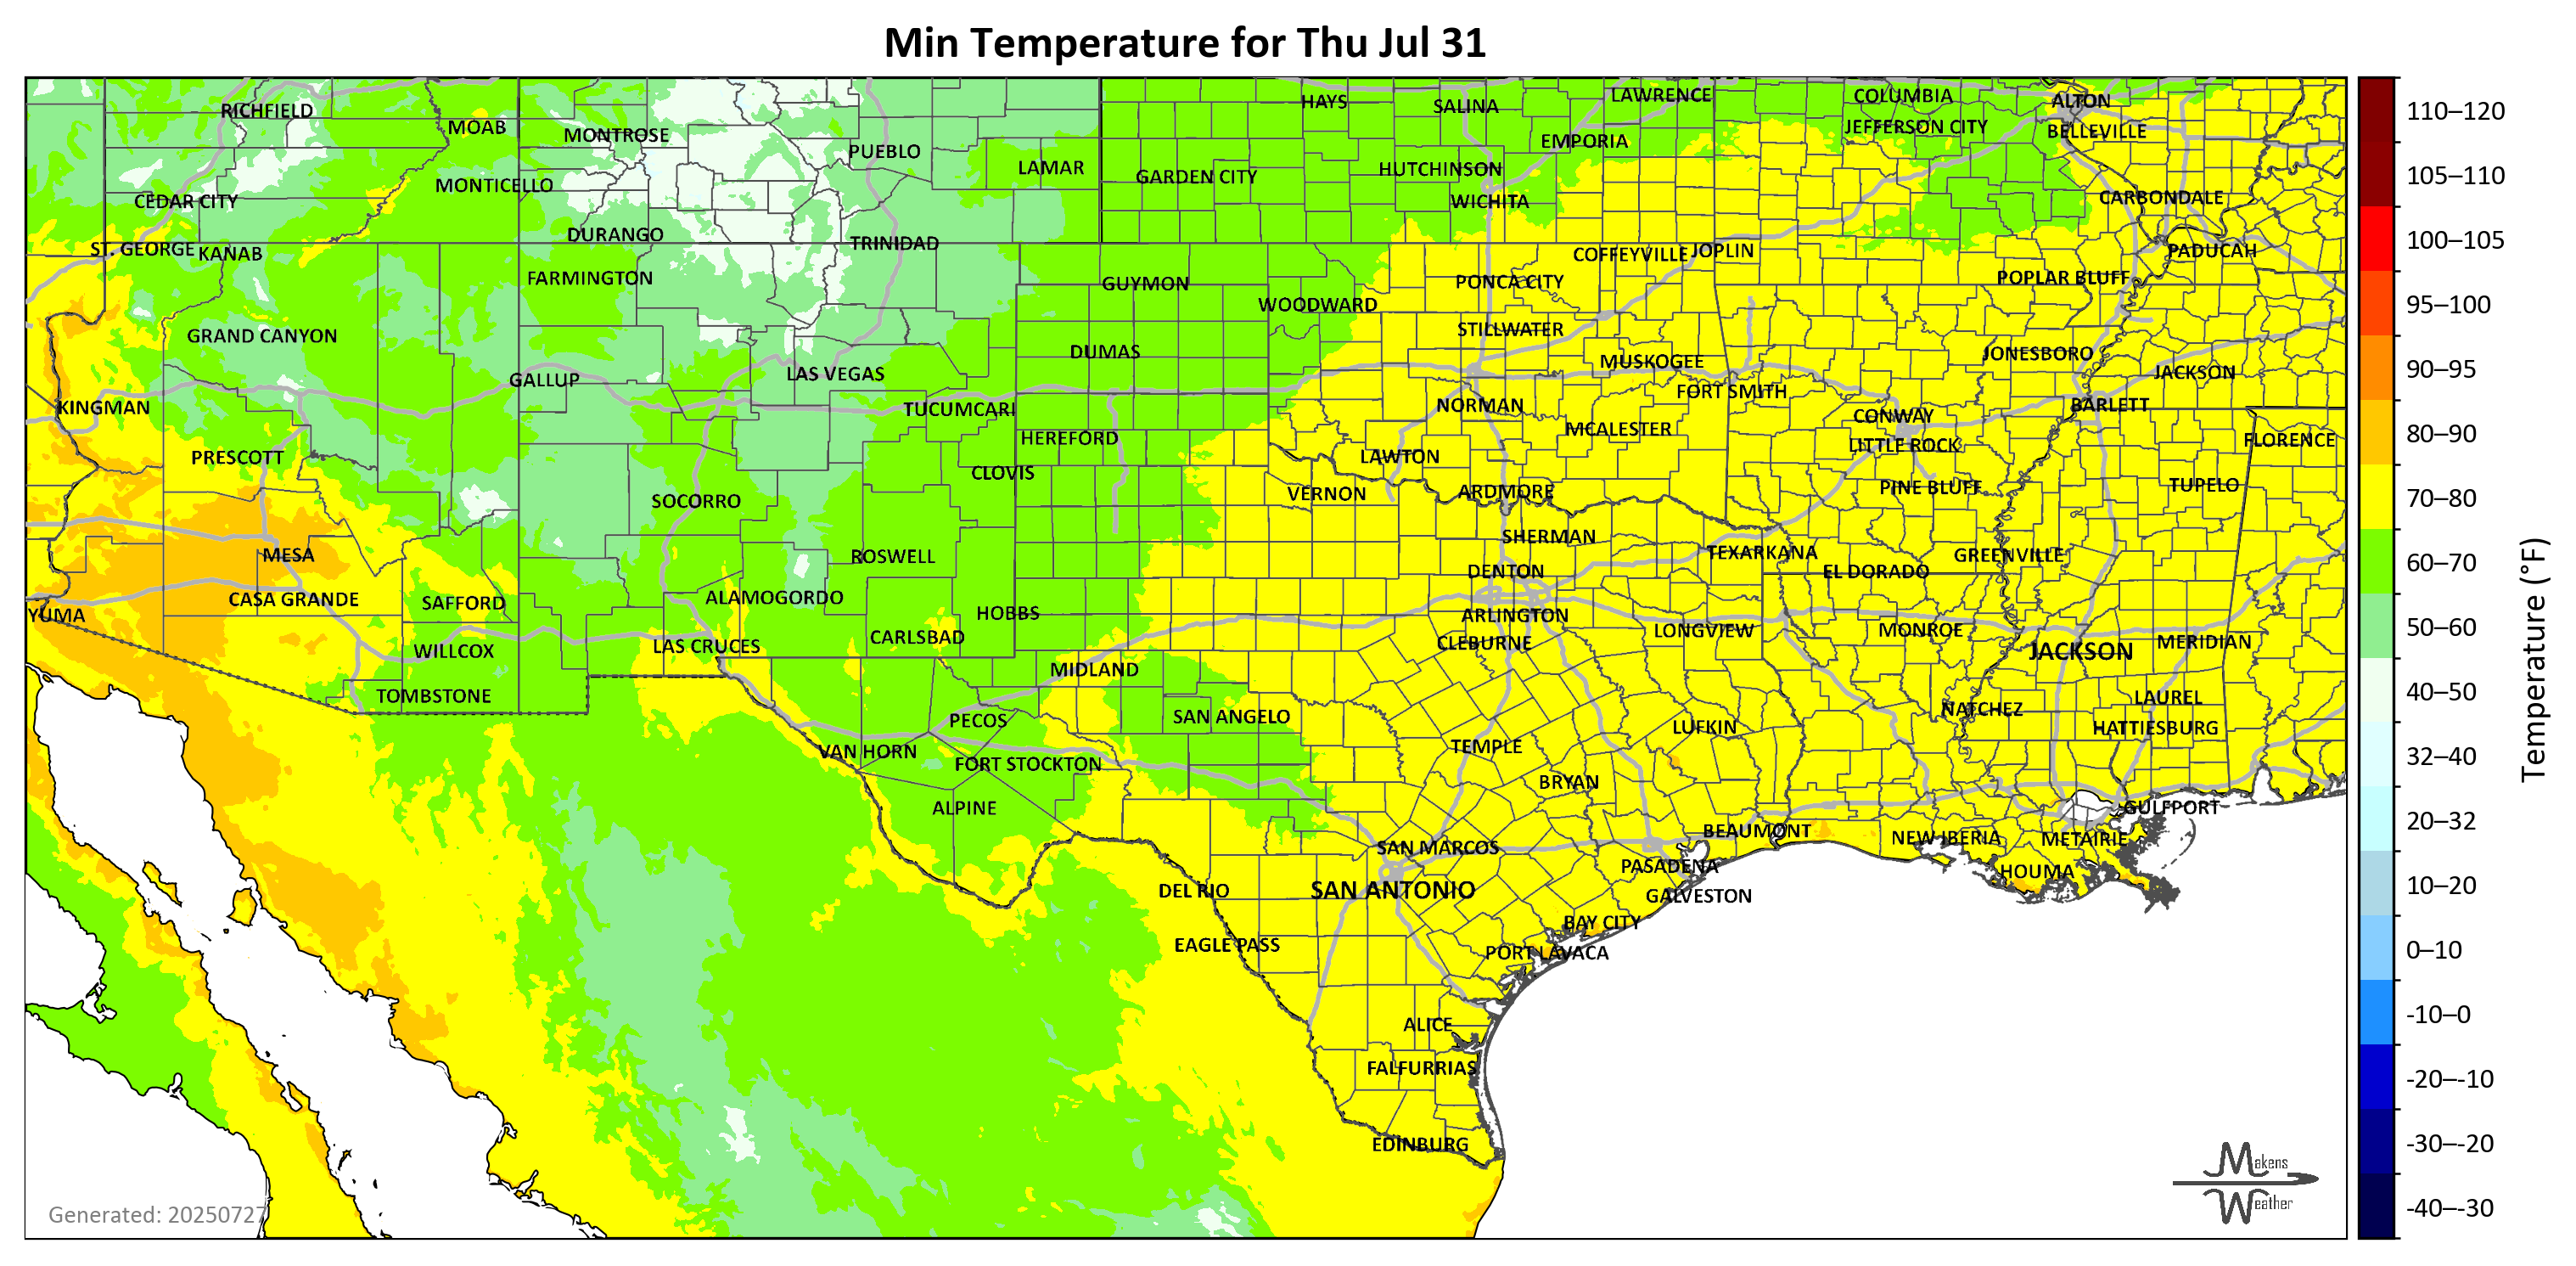 Min Temperature for Thu Jul 31
RICHFIELD
MOAB
MONTROSE
PUEBLO
LAMAR
HAYS
SALINA
LAWRENCE
COLUMBIA
ALTON
JEFFERSON CITY
BELLEVILLE
EMPORIA
GARDEN CITY
HUTCHINSON
MONTICELLO
CEDAR CITY
WICHITA
CARBONDALE
DURANGO
TRINIDAD
ST. GEORGE
KANAB
COFFEYVILLE
JOPLIN
PADUCAH
FARMINGTON
GUYMON
PONCA CITY
POPLAR BLUFF
WOODWARD
GRAND CANYON
STILLWATER
DUMAS
MUSKOGEE
JONESBORO
GALLUP
LAS VEGAS
JACKSON
FORT SMITH
KINGMAN
TUCUMCARI
NORMAN
CONWAY
BARLETT
HEREFORD
MCALESTER
LITTLE ROCK
FLORENCE
PRESCOTT
CLOVIS
LAWTON
SOCORRO
VERNON
ARDMORE
PINE BLUFF
TUPELO
MESA
ROSWELL
SHERMAN
TEXARKANA
GREENVILLE
CASA GRANDE
SAFFORD
ALAMOGORDO
DENTON
EL DORADO
YUMA
HOBBS
ARLINGTON
WILLCOX
LAS CRUCES
CARLSBAD
CLEBURNE
LONGVIEW
MONROE
JACKSON
MERIDIAN
TOMBSTONE
MIDLAND
LAUREL
PECOS
SAN ANGELO
NATCHEZ
VAN HORN
FORT STOCKTON
TEMPLE
LUFKIN
HATTIESBURG
ALPINE
BRYAN
GULFPORT
SAN MARCOS
BEAUMONT
NEW IBERIA
METAIRIE
DEL RIO
SAN ANTONIO
PASADENA
GALVESTON
HOUMA
EAGLE PASS
BAY CITY
PORT LAVACA
ALICE
FALFURRIAS
EDINBURG
Generated: 20250727
Makens
Weather
110–120
105–110
100–105
95–100
90–95
80–90
70–80
60–70
50–60
40–50
32–40
20–32
10–20
0–10
-10–0
-20–-10
-30–-20
-40–-30
Temperature (°F)